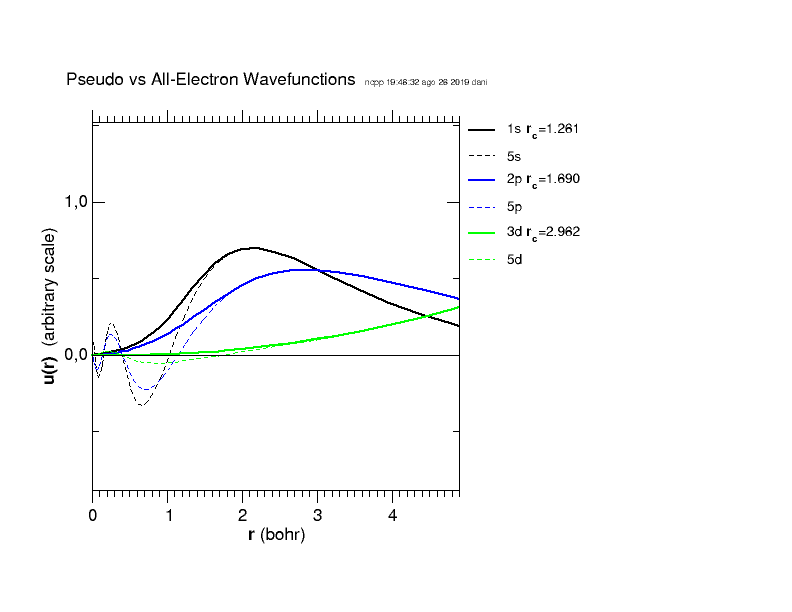 Pseudo vs All-Electron Wavefunctions ncpp 19:46:32 ago 26 2019 dani
1s rc=1.261
5s
2p rc=1.690
5p
3d rc=2.962
5d
1,0
0,0
u(r) (arbitrary scale)
0 1 2 3 4
r (bohr)